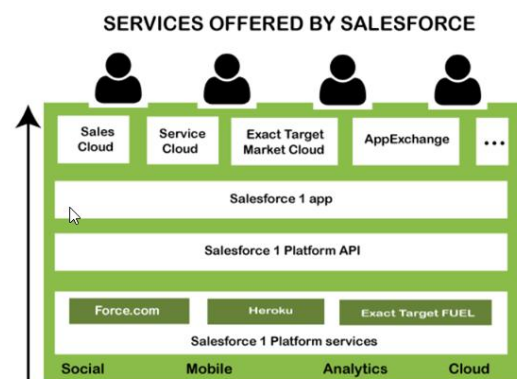 SERVICES OFFERED BY SALESFORCE
Sales
Cloud
Service
Cloud
Exact Target
Market Cloud
AppExchange
...
Salesforce 1 app
Salesforce 1 Platform API
Force.com
Heroku
Exact Target FUEL
Salesforce 1 Platform services
Social Mobile Analytics Cloud